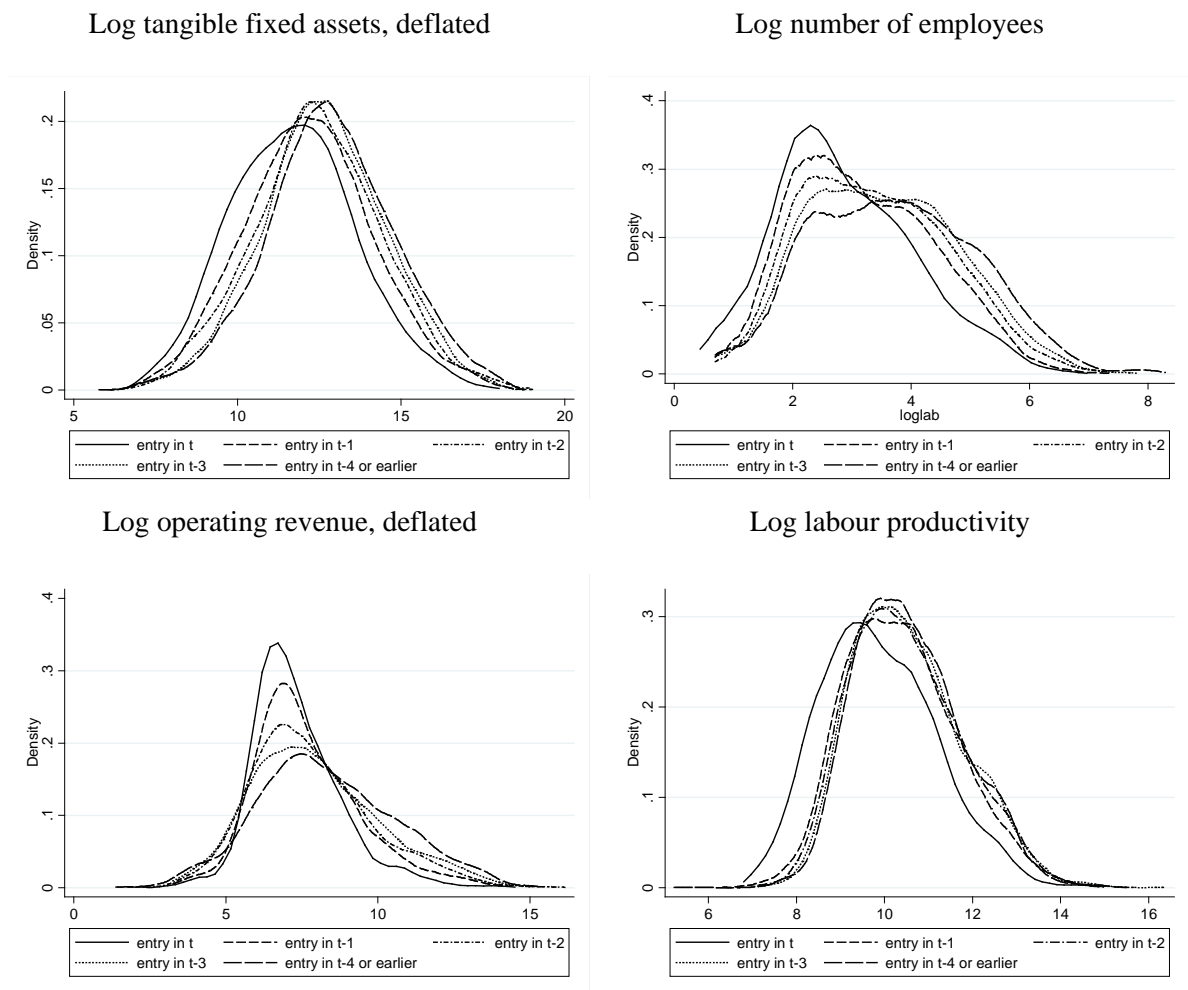 Log tangible fixed assets, deflated
Density
0
.05
.1
.15
.2
5
10
15
20
entry in t
entry in t-1
entry in t-2
entry in t-3
entry in t-4 or earlier
Log number of employees
Density
0
.1
.2
.3
.4
0
2
4
6
8
loglab
entry in t
entry in t-1
entry in t-2
entry in t-3
entry in t-4 or earlier
Log operating revenue, deflated
Density
0
.1
.2
.3
.4
0
5
10
15
entry in t
entry in t-1
entry in t-2
entry in t-3
entry in t-4 or earlier
Log labour productivity
Density
0
.1
.2
.3
6
8
10
12
14
16
entry in t
entry in t-1
entry in t-2
entry in t-3
entry in t-4 or earlier